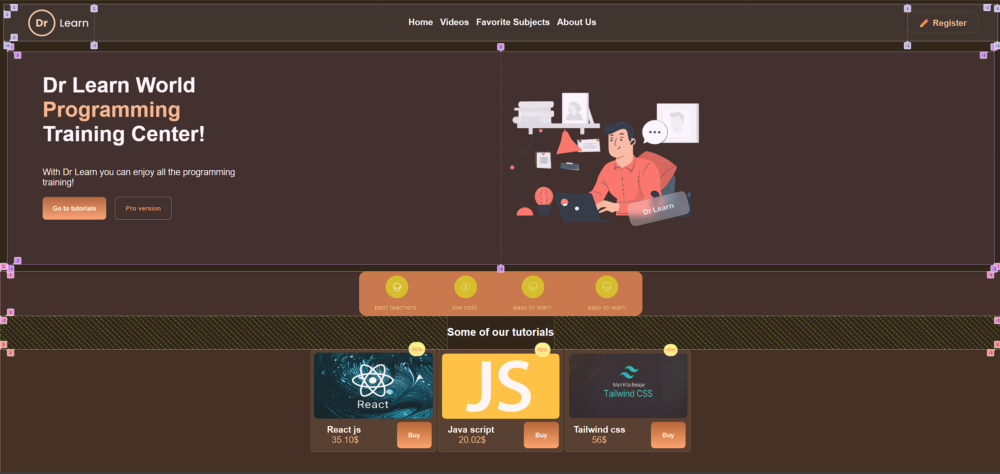 Dr Learn
Home Videos Favorite Subjects About Us
Register
Dr Learn World
Programming
Training Center!
With Dr Learn you can enjoy all the programming
training!
Go to tutorials
Pro version
Dr Learn
best teachers
low cost
easy to learn
easy to learn
Some of our tutorials
20%
10%
40%
React
JS
Mari Kita Belajar
Tailwind CSS
React js
35.10$
Buy
Java script
20.02$
Buy
Tailwind css
56$
Buy